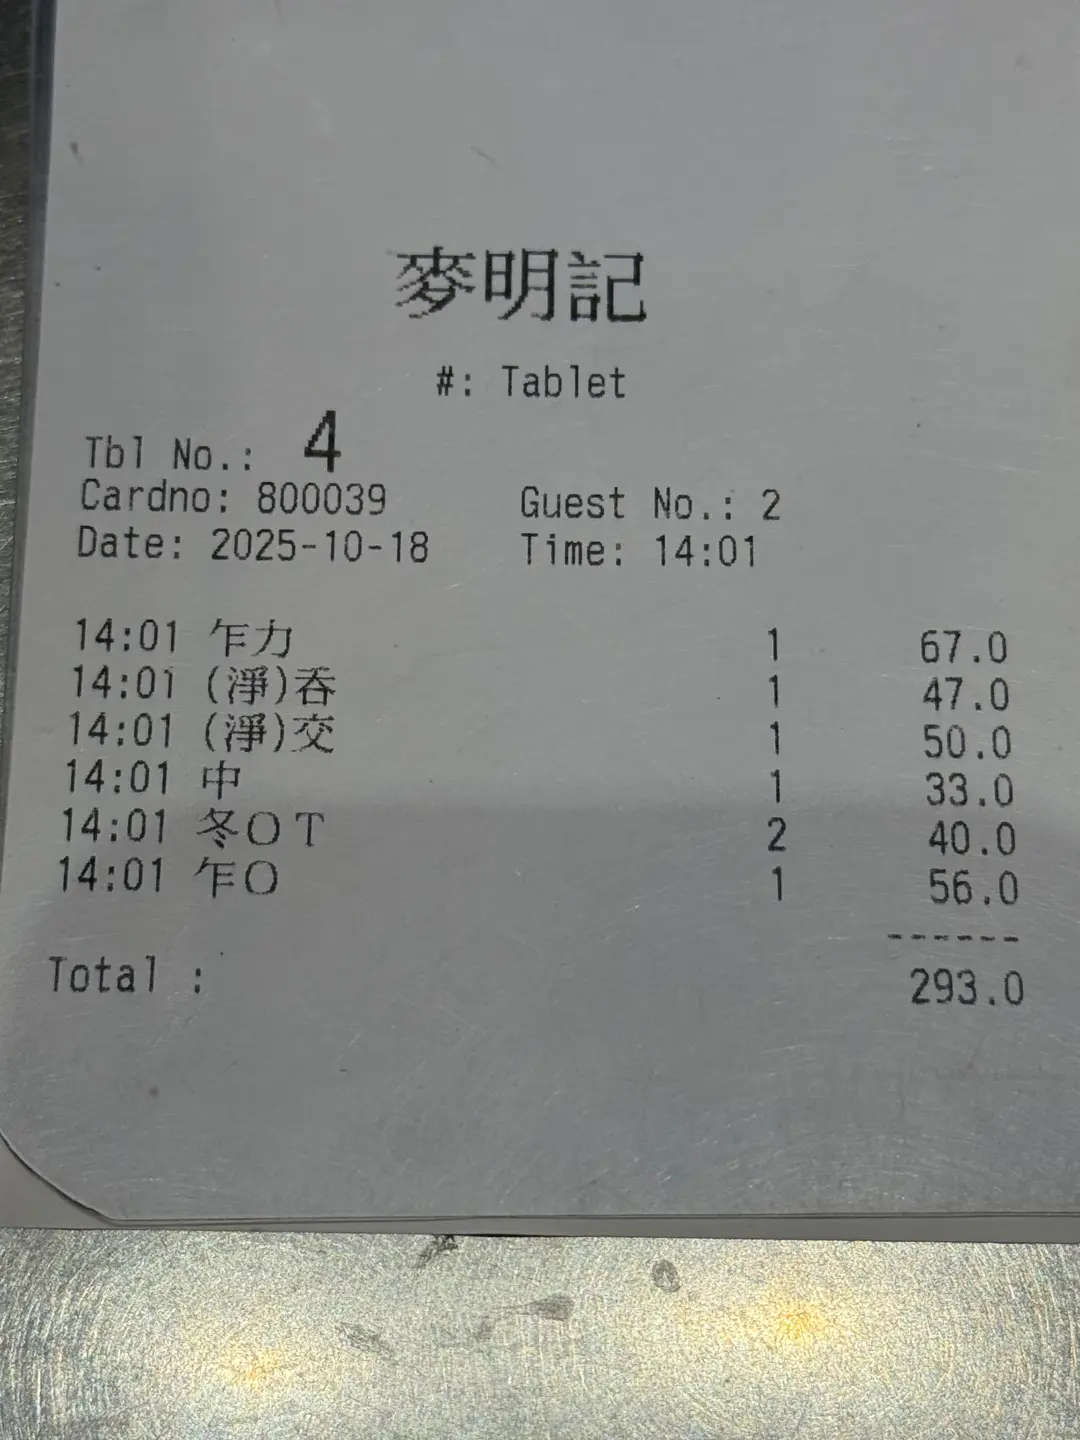 麥明記
#: Tablet
Tbl No.: 4
Cardno: 800039 Guest No.: 2
Date: 2025-10-18 Time: 14:01
14:01 乍力 1 67.0
14:01 (淨)吞 1 47.0
14:01 (淨)交 1 50.0
14:01 中 1 33.0
14:01 冬OT 2 40.0
14:01 乍O 1 56.0
------
Total : 293.0